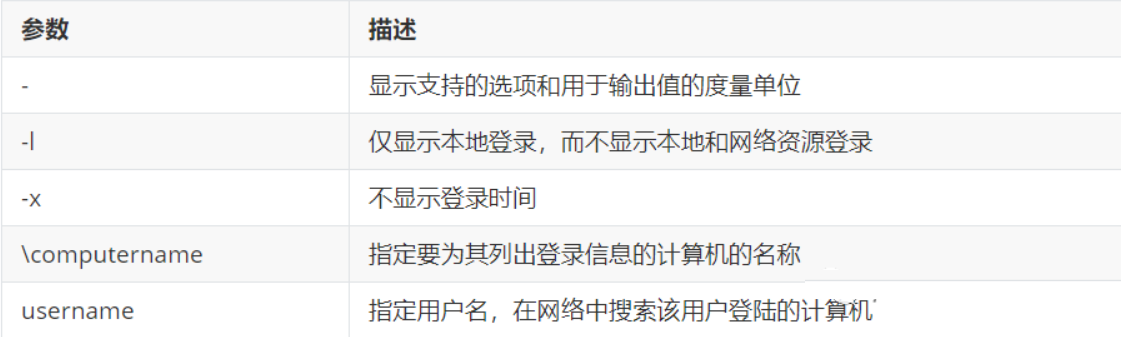 参数 描述
- 显示支持的选项和用于输出值的度量单位
-l 仅显示本地登录，而不显示本地和网络资源登录
-x 不显示登录时间
\computername 指定要为其列出登录信息的计算机的名称
username 指定用户名，在网络中搜索该用户登陆的计算机